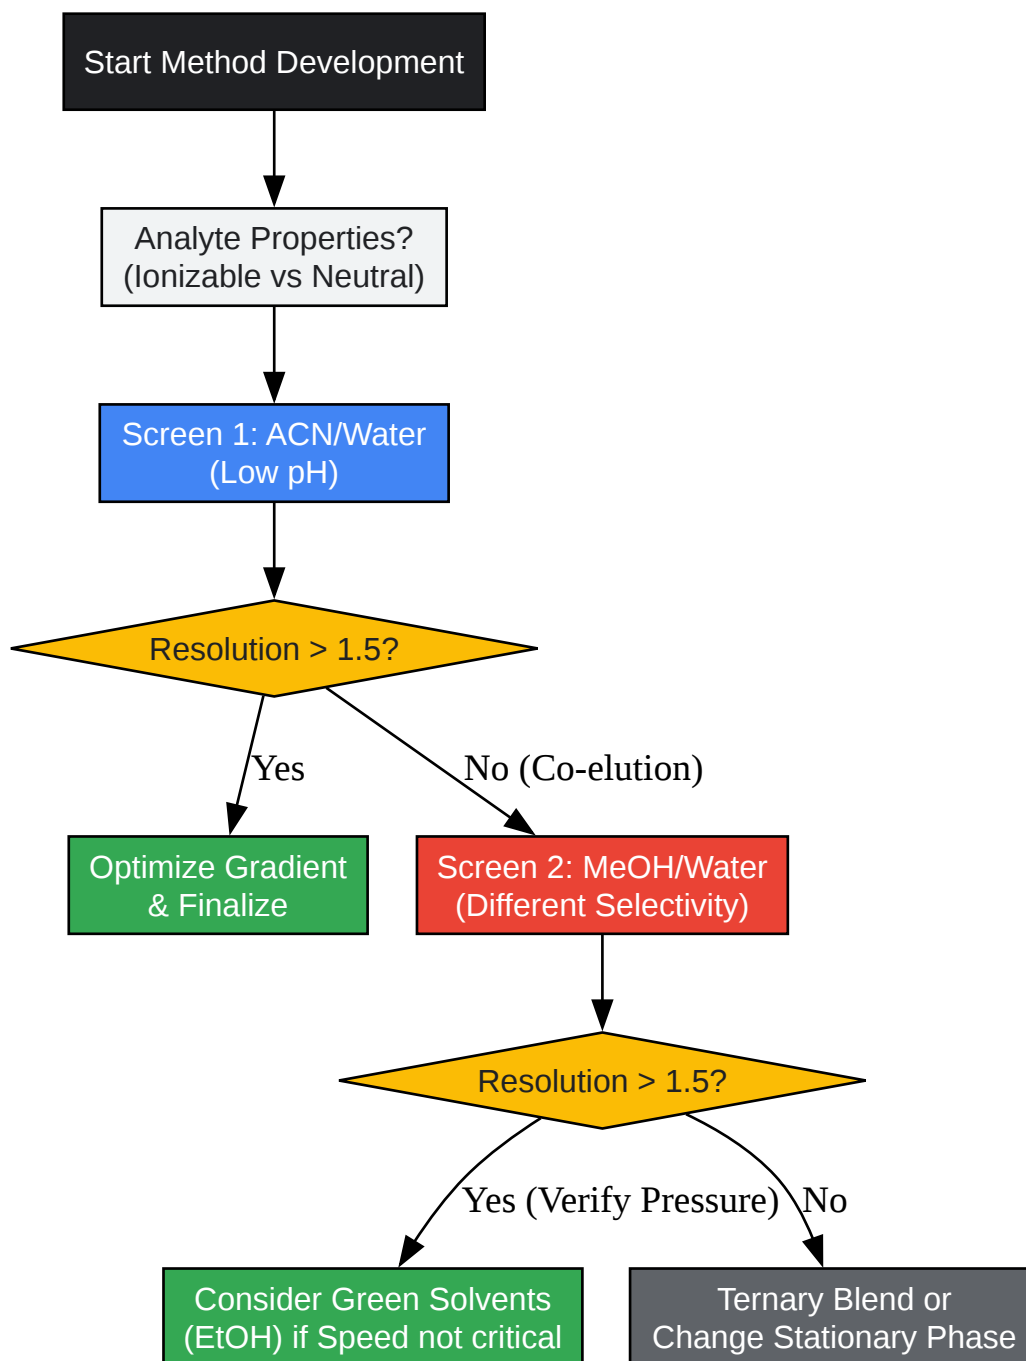 Start Method Development
Analyte Properties?
(Ionizable vs Neutral)
Screen 1: ACN/Water
(Low pH)
Resolution > 1.5?
Yes
No (Co-elution)
Optimize Gradient
& Finalize
Screen 2: MeOH/Water
(Different Selectivity)
Resolution > 1.5?
Yes (Verify Pressure)
No
Consider Green Solvents
(EtOH) if Speed not critical
Ternary Blend or
Change Stationary Phase